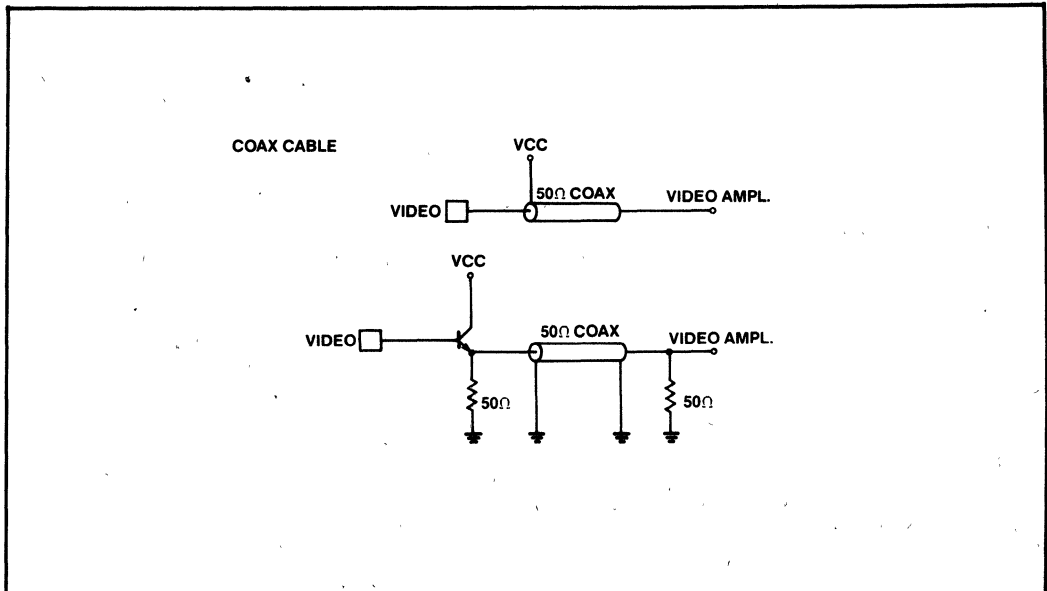 COAX CABLE
VCC
50Ω COAX
VIDEO
VIDEO AMPL.
VCC
VIDEO
50Ω COAX
VIDEO AMPL.
50Ω
50Ω